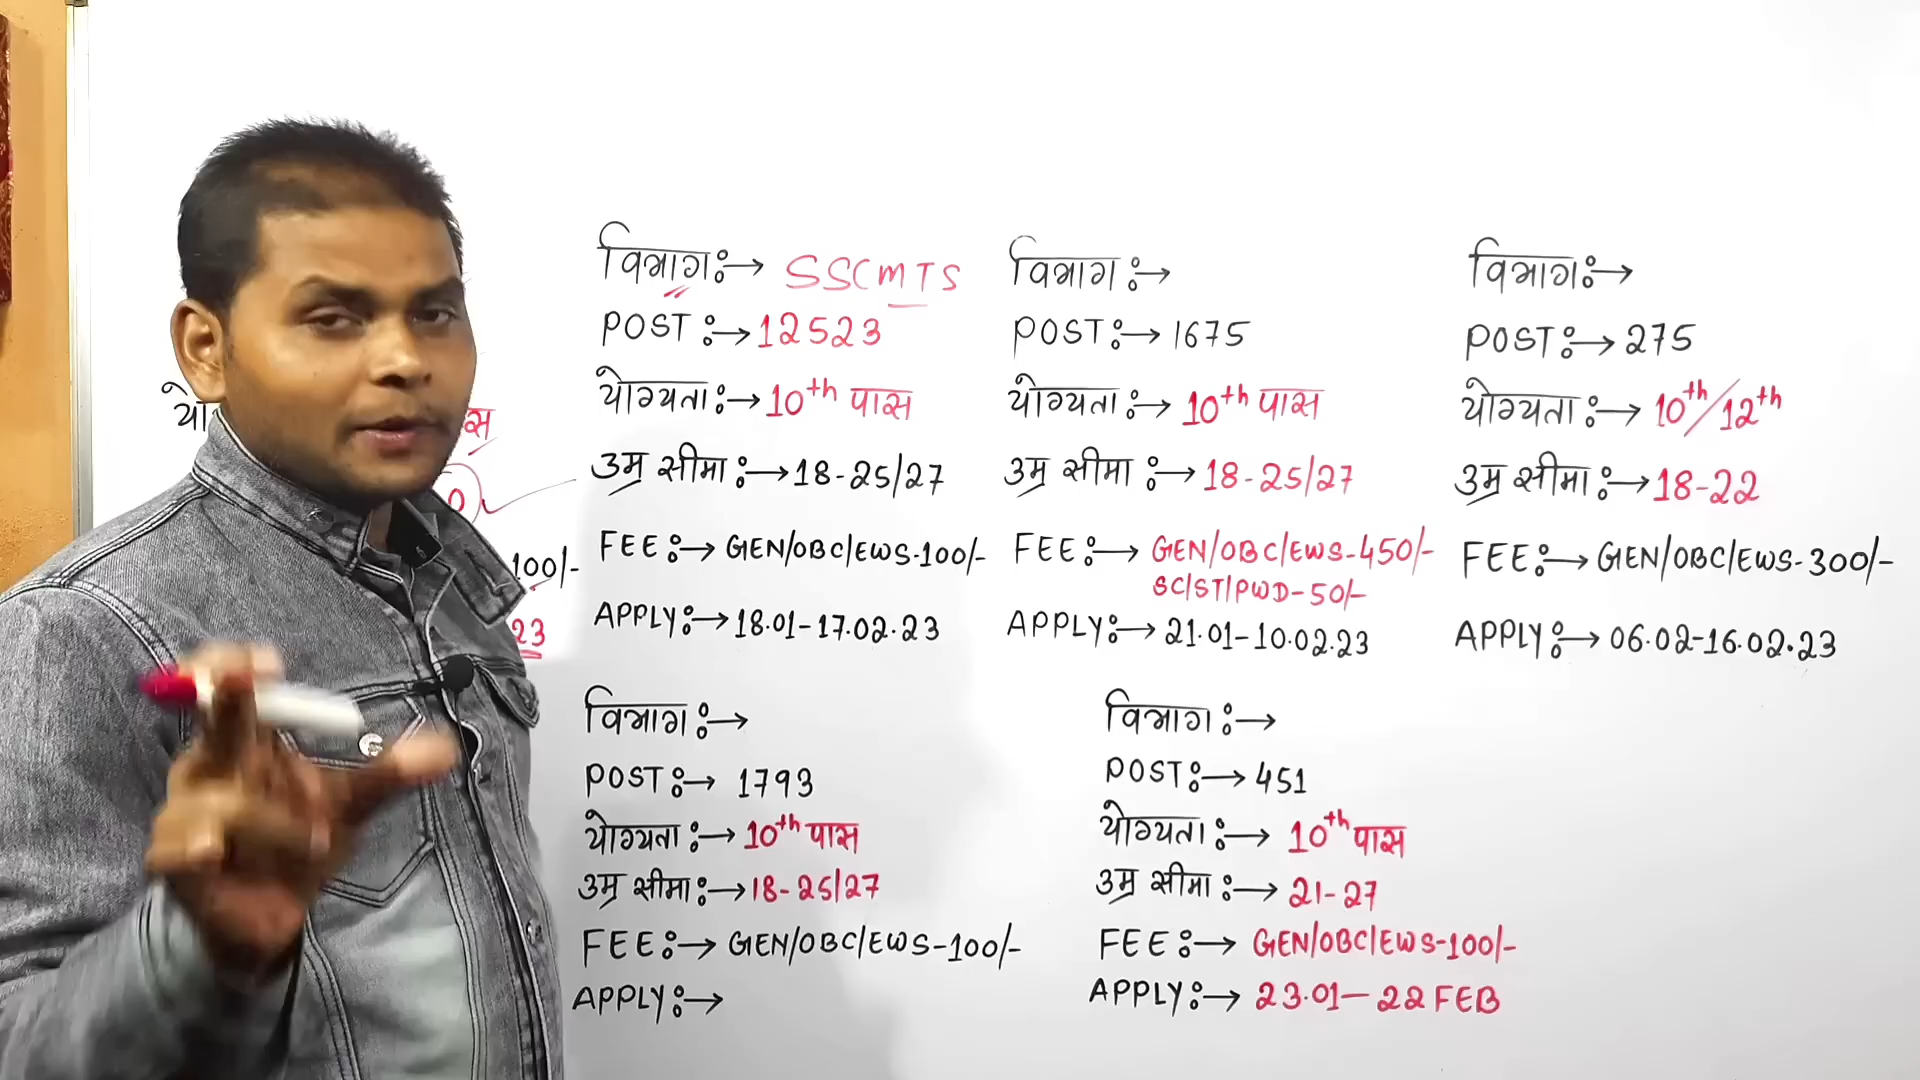 पास
100/-
23
विभाग:→ SSC MTS
POST:→12523
योग्यता:→10th पास
उम्र सीमा:→18-25/27
FEE:→GEN/OBC/EWS-100/-
APPLY:→18.01-17.02.23
विभाग:→
POST:→1675
योग्यता:→10th पास
उम्र सीमा:→18-25/27
FEE:→GEN/OBC/EWS-450/-
SC/ST/PWD-50/-
APPLY:→21.01-10.02.23
विभाग:→
POST:→275
योग्यता:→10th/12th
उम्र सीमा:→18-22
FEE:→GEN/OBC/EWS-300/-
APPLY:→06.02-16.02.23
विभाग:→
POST:→1793
योग्यता:→10th पास
उम्र सीमा:→18-25/27
FEE:→GEN/OBC/EWS-100/-
APPLY:→
विभाग:→
POST:→451
योग्यता:→10th पास
उम्र सीमा:→21-27
FEE:→GEN/OBC/EWS-100/-
APPLY:→23.01-22 FEB